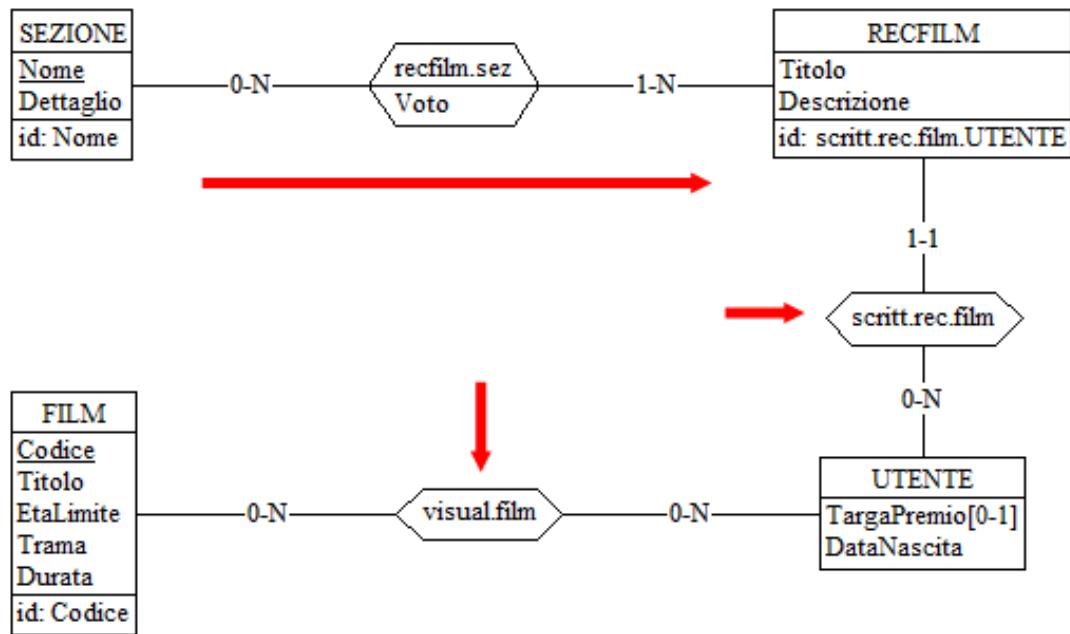 SEZIONE
Nome
Dettaglio
id: Nome
0-N
recfilm.sez
Voto
1-N
RECFILM
Titolo
Descrizione
id: scritt.rec.film.UTENTE
1-1
scritt.rec.film
0-N
FILM
Codice
Titolo
EtaLimite
Trama
Durata
id: Codice
0-N
visual.film
0-N
UTENTE
TargaPremio[0-1]
DataNascita